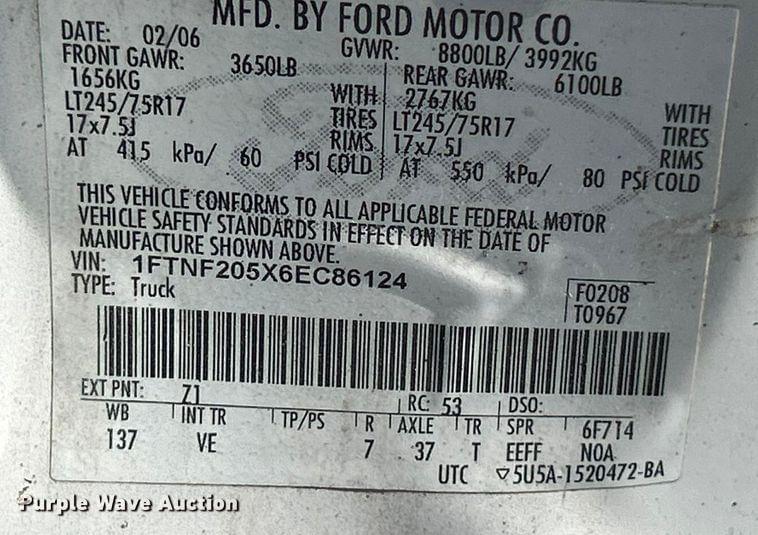 MFD. BY FORD MOTOR CO.
DATE: 02/06 GVWR: 8800LB/ 3992KG
FRONT GAWR: 3650LB REAR GAWR: 6100LB
1656KG WITH 2767KG WITH
LT245/75R17 TIRES LT245/75R17 TIRES
17x7.5J RIMS 17x7.5J RIMS
AT 415 kPa/ 60 PSI COLD AT 550 kPa/ 80 PSI COLD
THIS VEHICLE CONFORMS TO ALL APPLICABLE FEDERAL MOTOR
VEHICLE SAFETY STANDARDS IN EFFECT ON THE DATE OF
MANUFACTURE SHOWN ABOVE.
VIN: 1FTNF205X6EC86124
TYPE: Truck
F0208
T0967
EXT PNT: Z1 RC: 53 DSO:
WB INT TR TP/PS R AXLE TR SPR 6F714
137 VE 7 37 T EEFF NOA
UTC ▽5U5A-1520472-BA
Purple Wave Auction